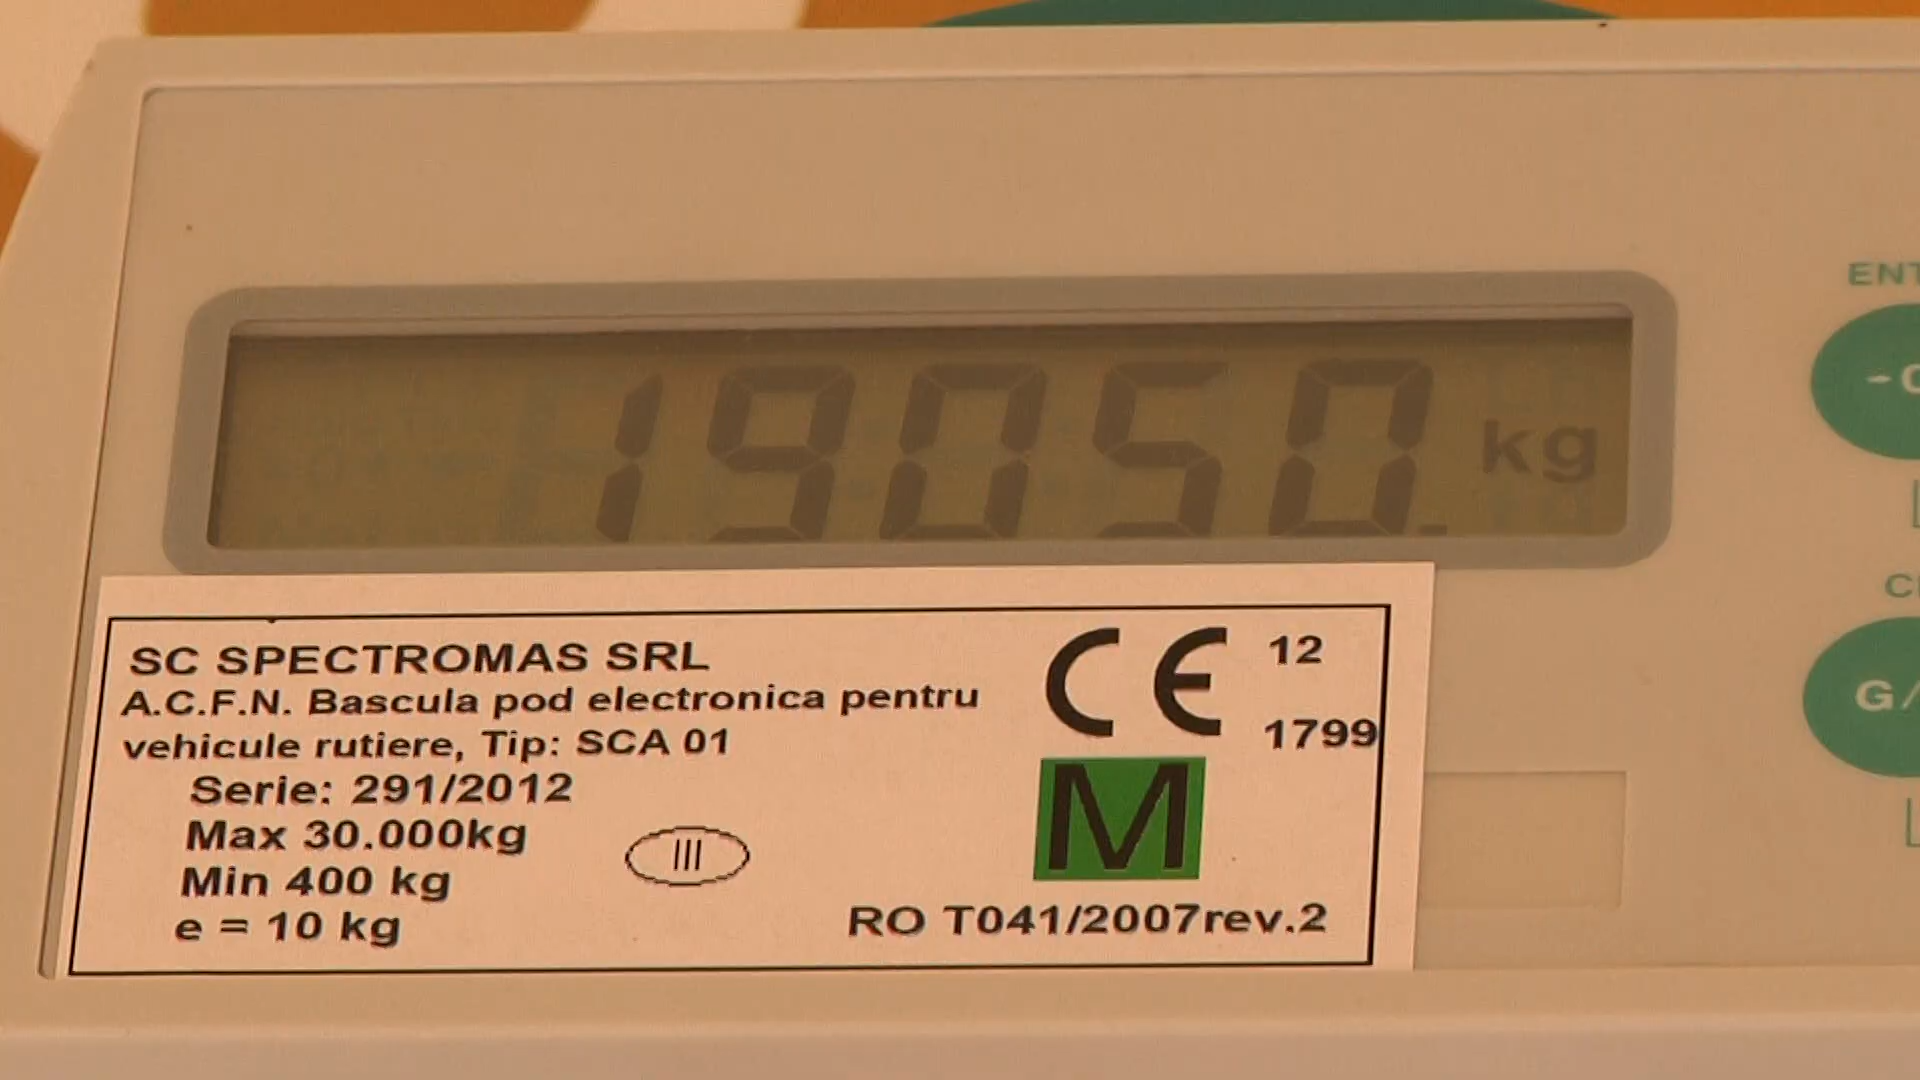 19050. kg
SC SPECTROMAS SRL
A.C.F.N. Bascula pod electronica pentru
vehicule rutiere, Tip: SCA 01
Serie: 291/2012
Max 30.000kg
Min 400 kg
e = 10 kg
III
CE 12
1799
M
RO T041/2007rev.2
ENT
G/